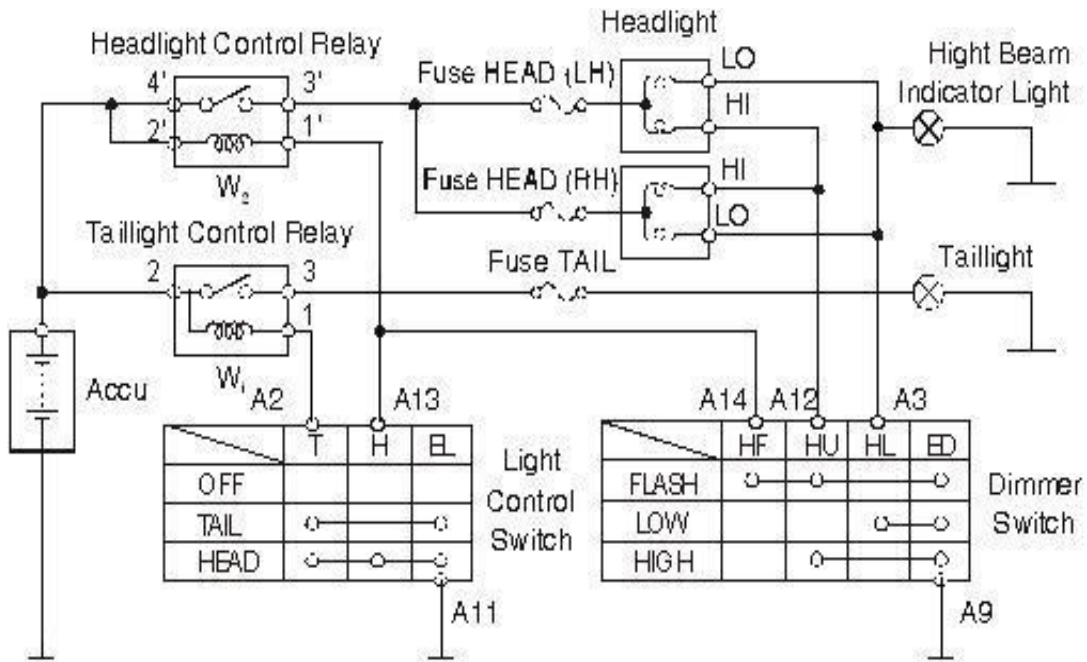 Headlight Control Relay
4'
3'
2'
1'
W₂
Fuse HEAD (LH)
Headlight
LO
HI
Hight Beam
Indicator Light
Fuse HEAD (RH)
HI
LO
Taillight Control Relay
2
3
1
W₁
Fuse TAIL
Taillight
Accu
A2
A13
T
H
EL
OFF
TAIL
HEAD
Light
Control
Switch
A11
A14
A12
A3
HF
HU
HL
ED
FLASH
LOW
HIGH
Dimmer
Switch
A9